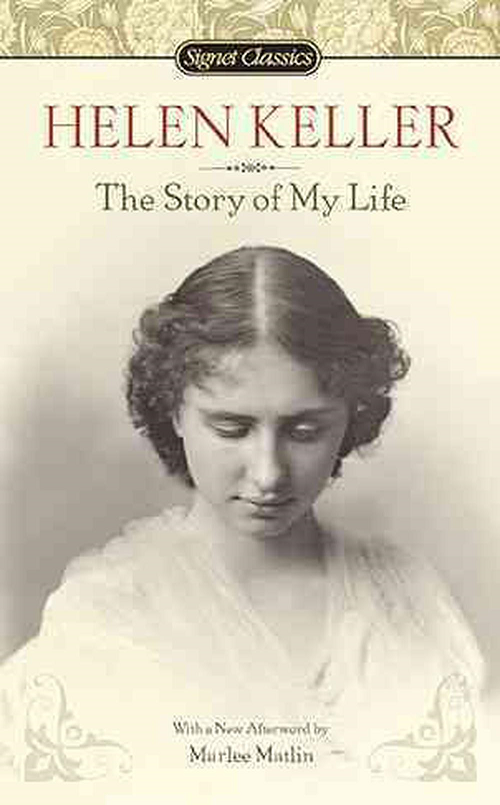 Signet Classics
HELEN KELLER
The Story of My Life
With a New Afterword by
Marlee Matlin